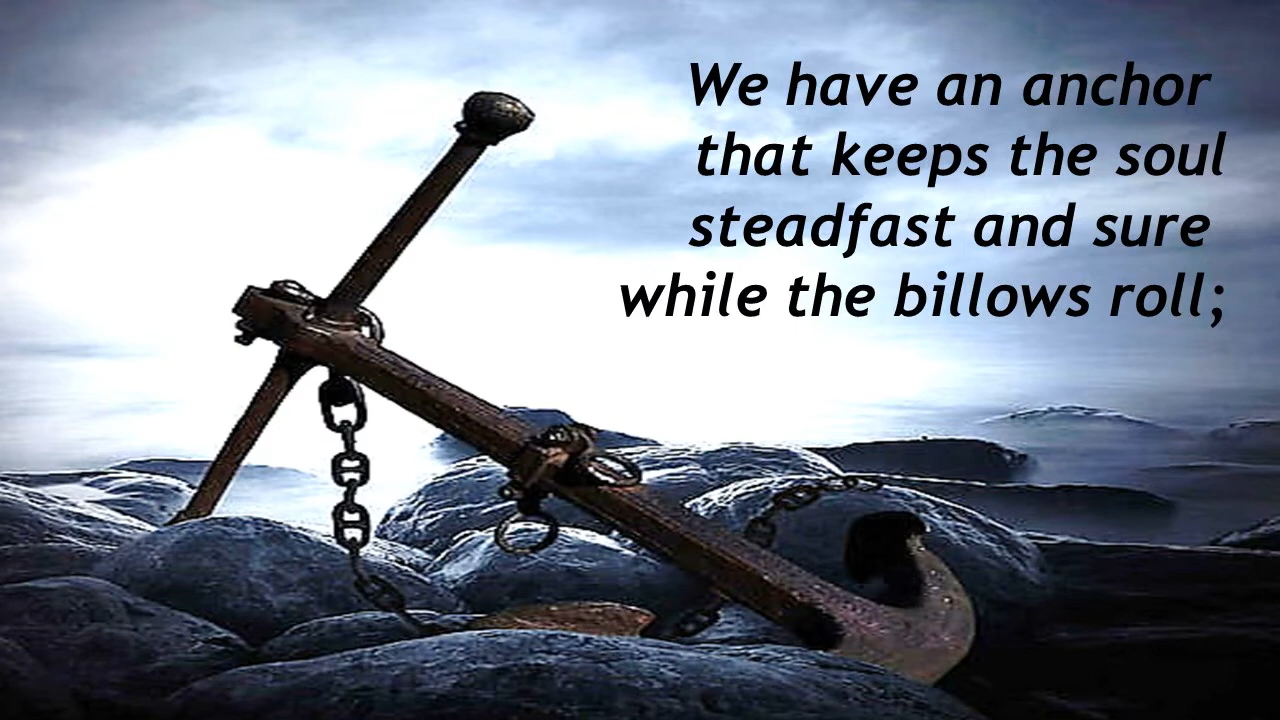 We have an anchor
that keeps the soul
steadfast and sure
while the billows roll;